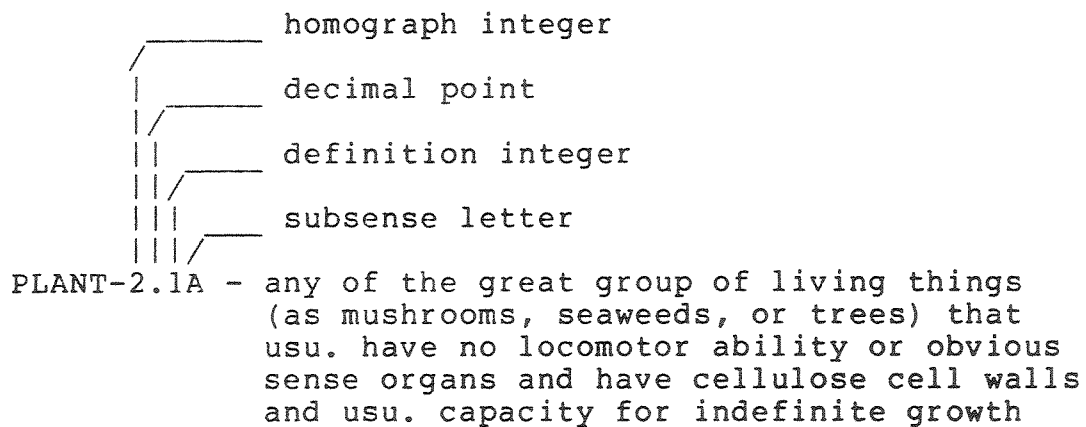 homograph integer
decimal point
definition integer
subsense letter
PLANT-2.1A - any of the great group of living things
(as mushrooms, seaweeds, or trees) that
usu. have no locomotor ability or obvious
sense organs and have cellulose cell walls
and usu. capacity for indefinite growth